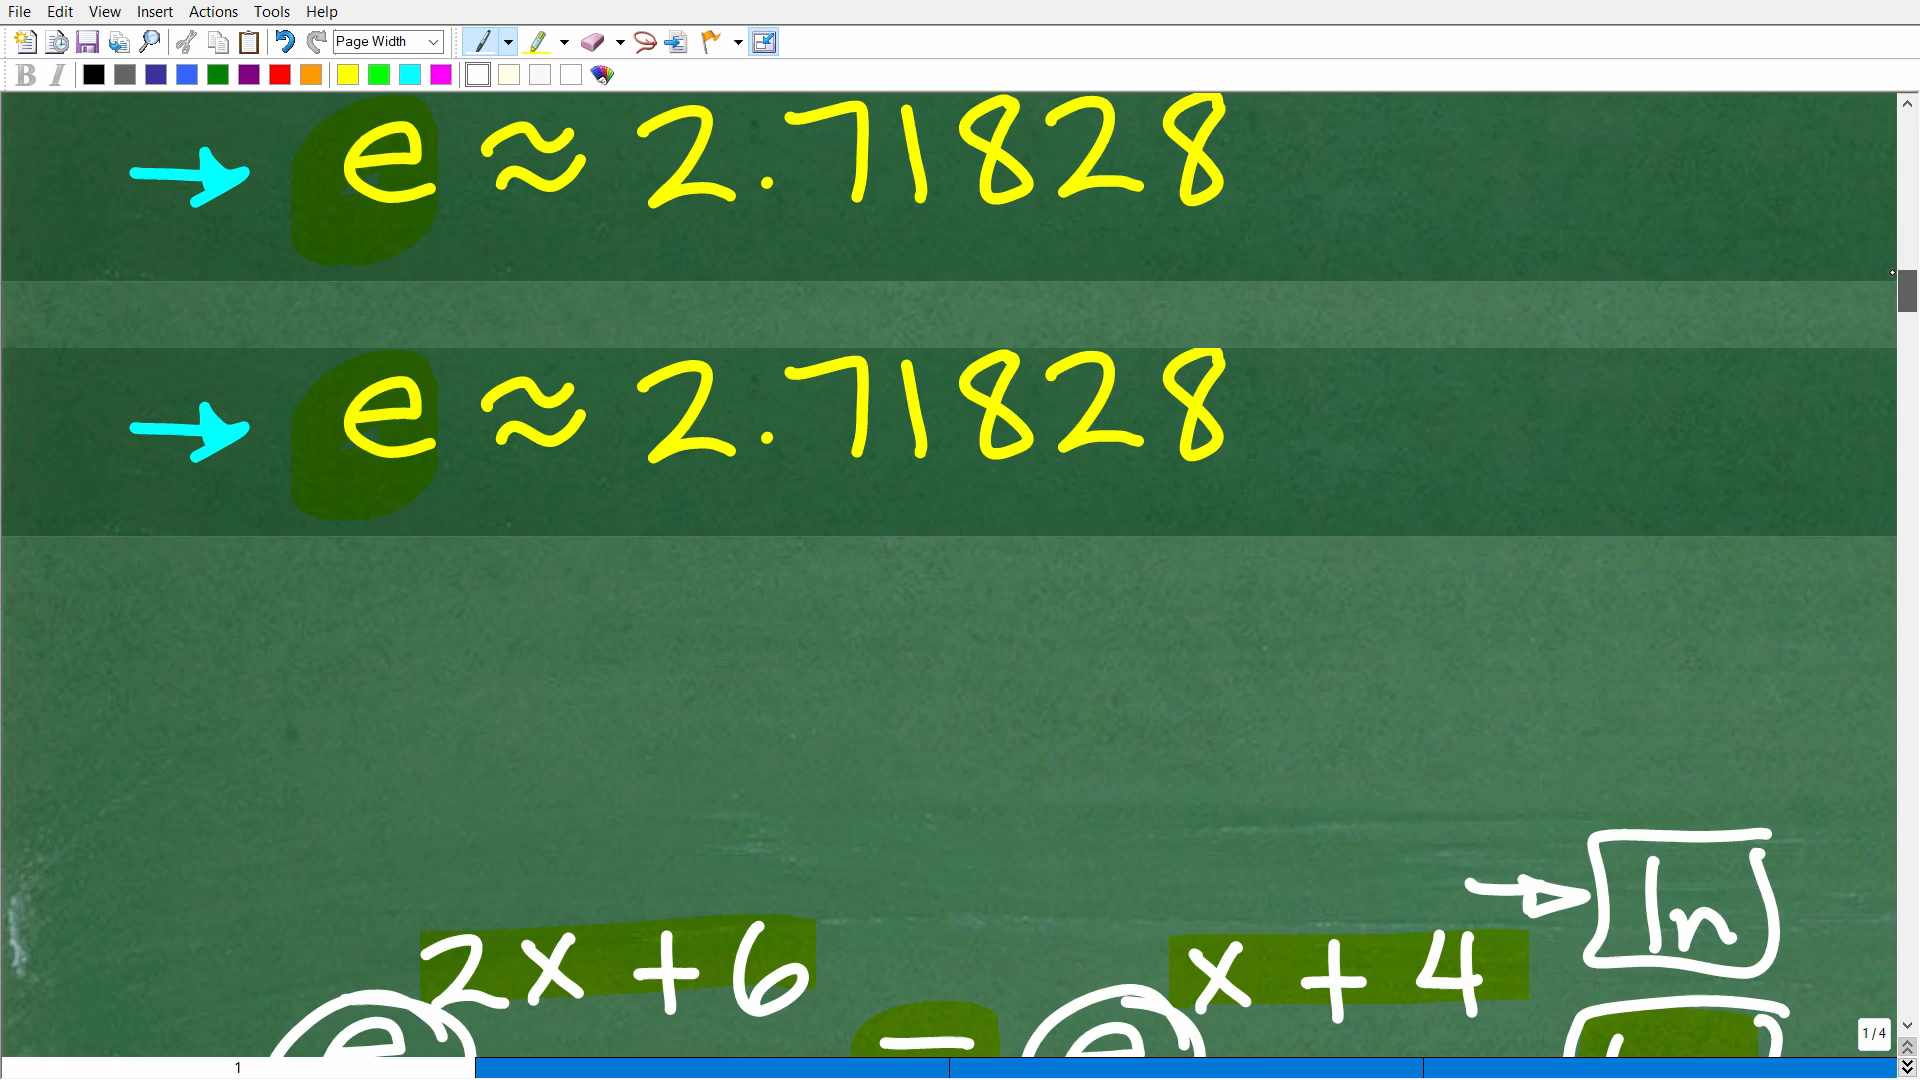 File Edit View Insert Actions Tools Help
Page Width
B I
→ e ≈ 2.71828
→ e ≈ 2.71828
→ ln
2x + 6 x + 4
e = e
1 / 4
1